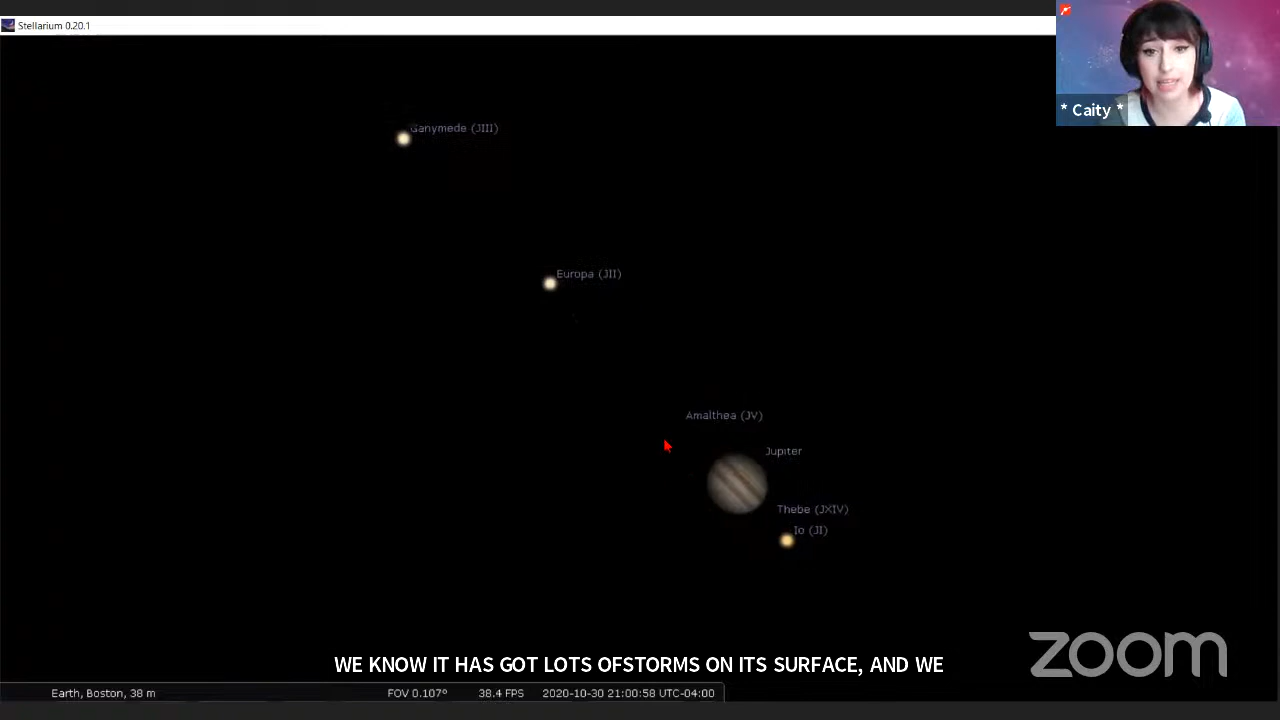 Stellarium 0.20.1
* Caity *
Ganymede (JIII)
Europa (JII)
Amalthea (JV)
Jupiter
Thebe (JXIV)
Io (JI)
zoom
WE KNOW IT HAS GOT LOTS OFSTORMS ON ITS SURFACE, AND WE
Earth, Boston, 38 m FOV 0.107° 38.4 FPS 2020-10-30 21:00:58 UTC-04:00